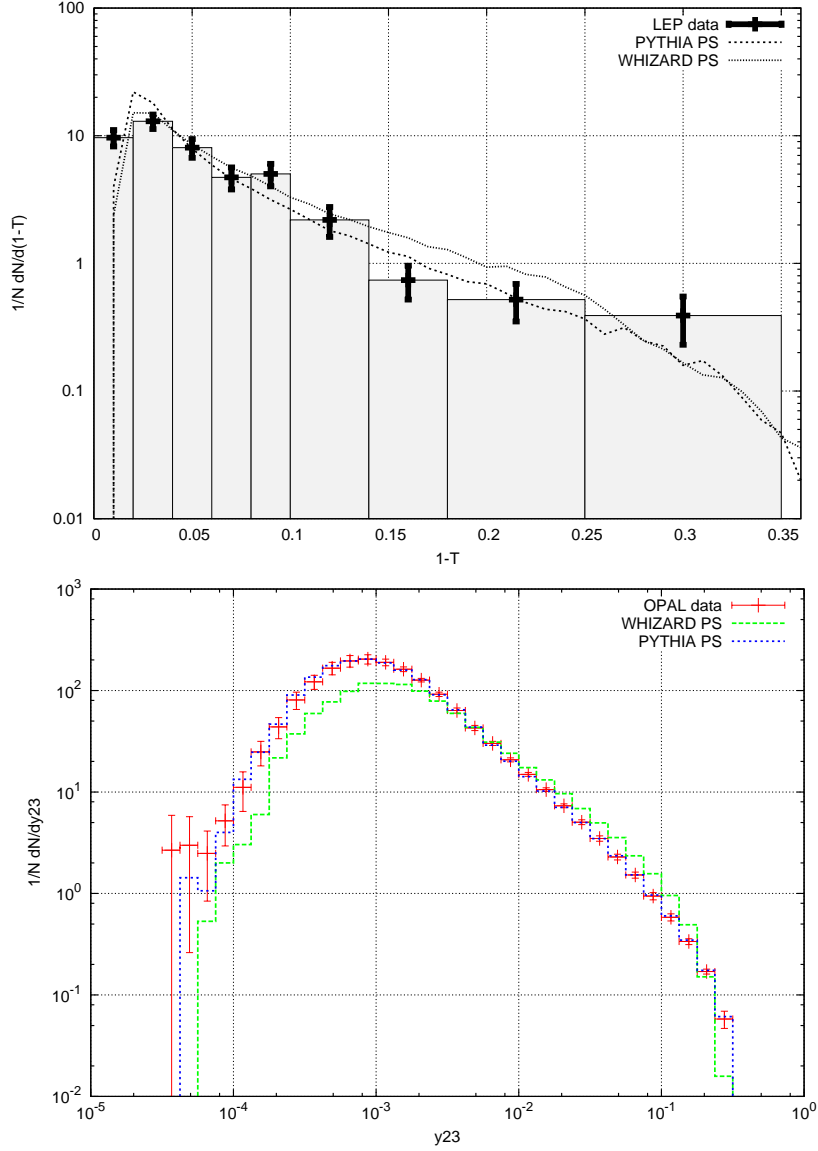 100
10
1
0.1
0.01
1/N dN/d(1-T)
0 0.05 0.1 0.15 0.2 0.25 0.3 0.35
1-T
LEP data
PYTHIA PS
WHIZARD PS
10^3
10^2
10^1
10^0
10^-1
10^-2
1/N dN/dy23
10^-5 10^-4 10^-3 10^-2 10^-1 10^0
y23
OPAL data
WHIZARD PS
PYTHIA PS